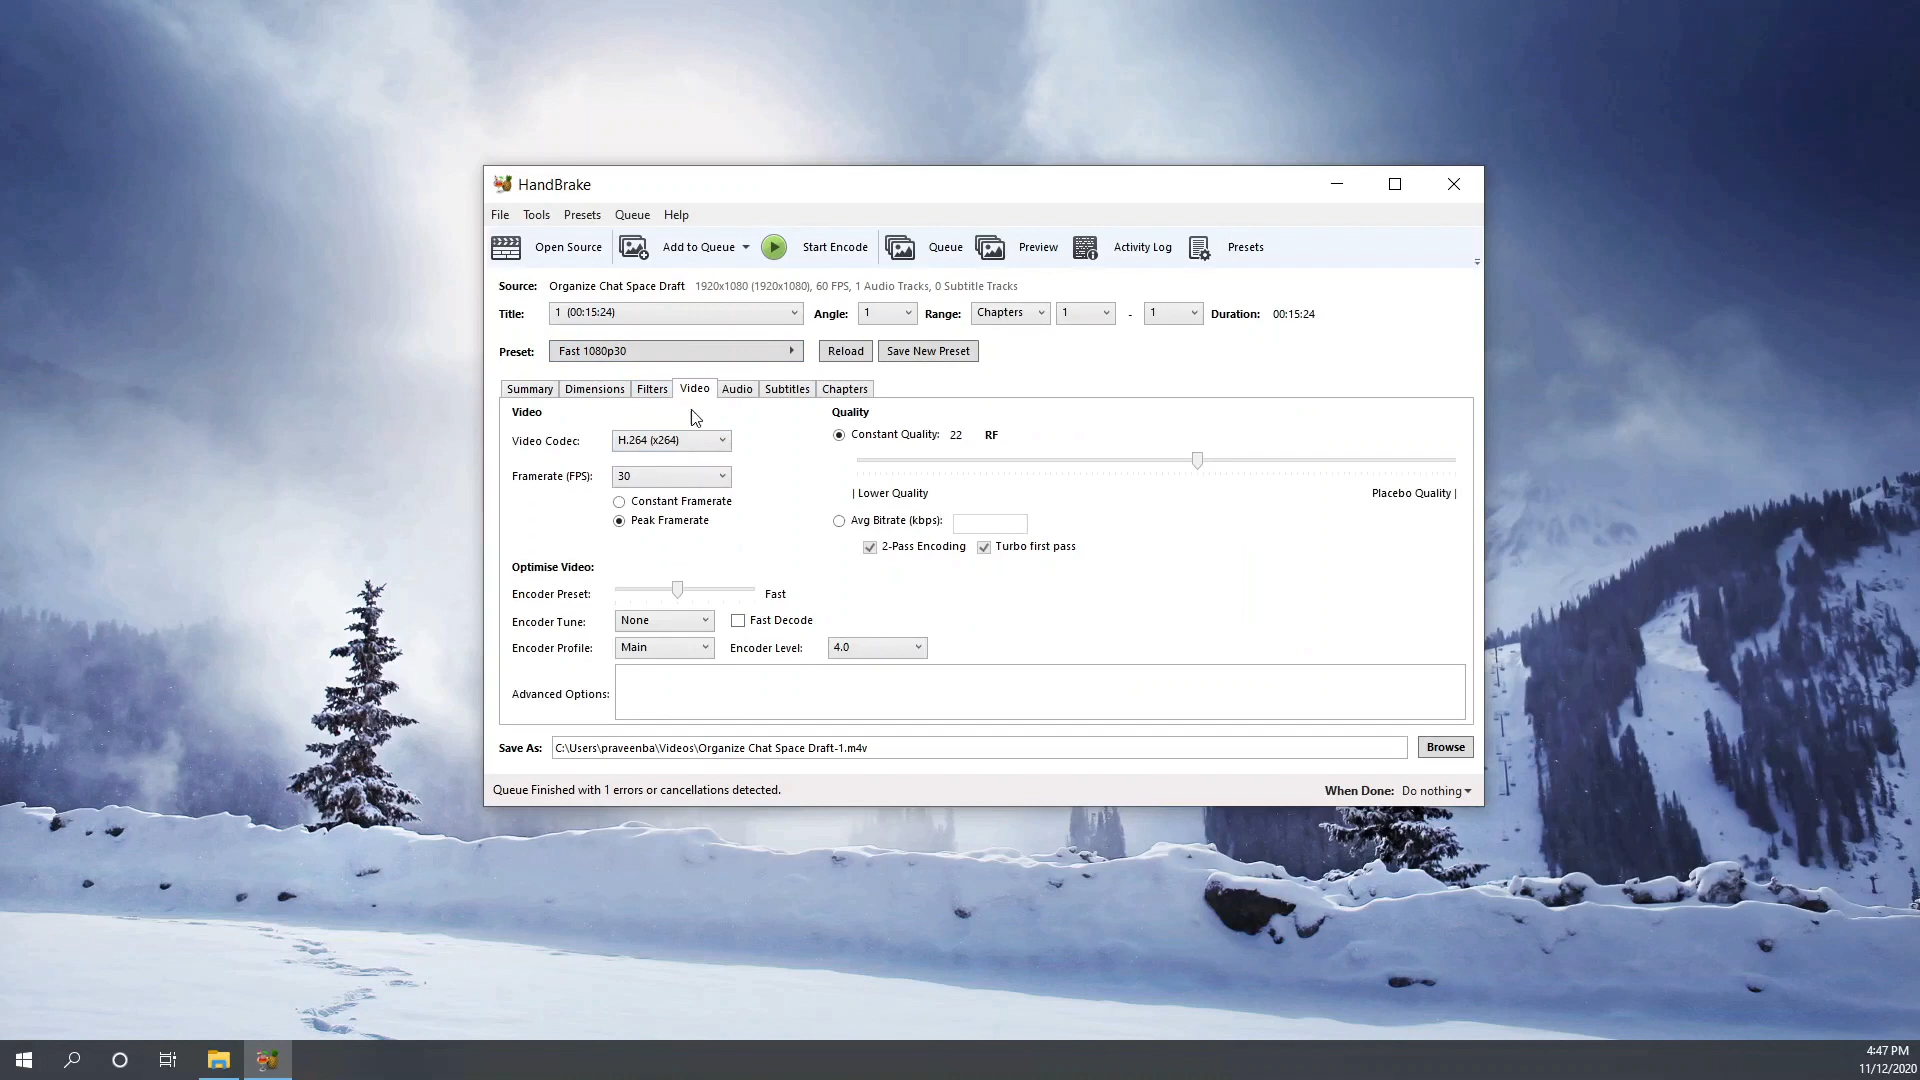 HandBrake
File Tools Presets Queue Help
Open Source Add to Queue Start Encode Queue Preview Activity Log Presets
Source: Organize Chat Space Draft 1920x1080 (1920x1080), 60 FPS, 1 Audio Tracks, 0 Subtitle Tracks
Title: 1 (00:15:24) Angle: 1 Range: Chapters 1 - 1 Duration: 00:15:24
Preset: Fast 1080p30 Reload Save New Preset
Summary Dimensions Filters Video Audio Subtitles Chapters
Video Quality
Video Codec: H.264 (x264) Constant Quality: 22 RF
Framerate (FPS): 30
| Lower Quality Placebo Quality |
Constant Framerate
Peak Framerate Avg Bitrate (kbps):
2-Pass Encoding Turbo first pass
Optimise Video:
Encoder Preset: Fast
Encoder Tune: None Fast Decode
Encoder Profile: Main Encoder Level: 4.0
Advanced Options:
Save As: C:\Users\praveenba\Videos\Organize Chat Space Draft-1.m4v Browse
Queue Finished with 1 errors or cancellations detected. When Done: Do nothing
4:47 PM
11/12/2020